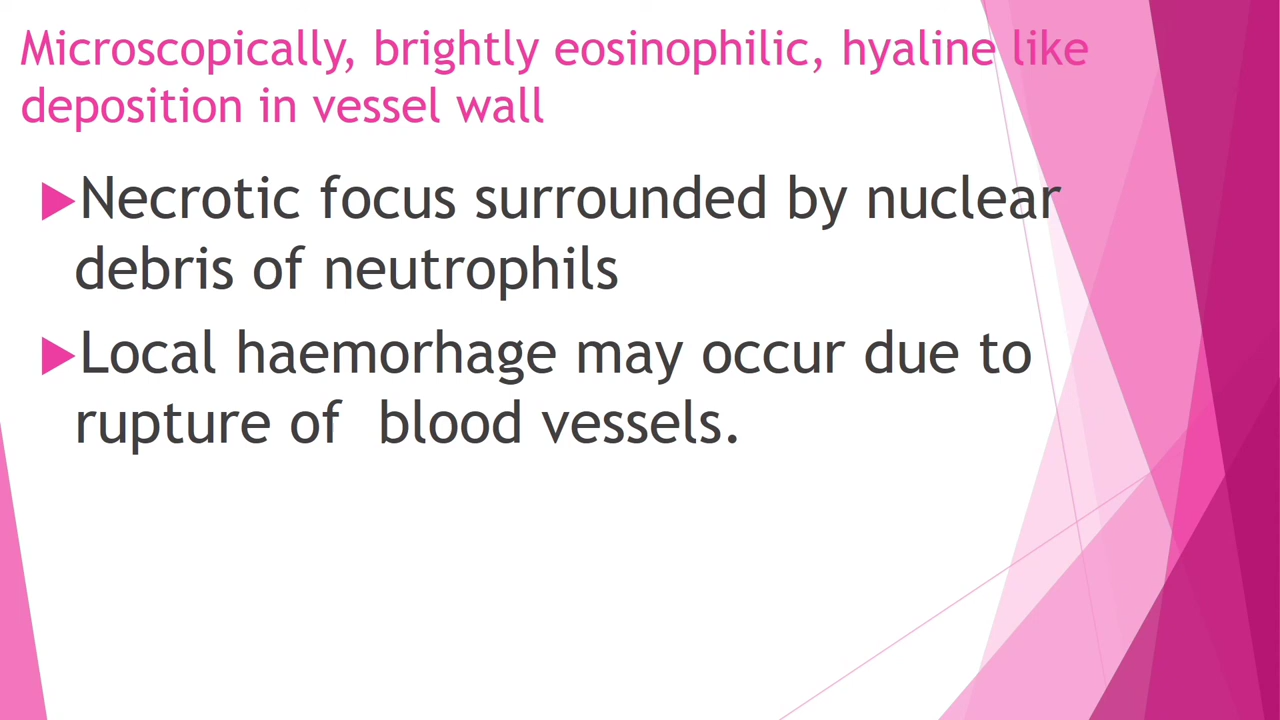 Microscopically, brightly eosinophilic, hyaline like
deposition in vessel wall
Necrotic focus surrounded by nuclear
debris of neutrophils
Local haemorhage may occur due to
rupture of  blood vessels.